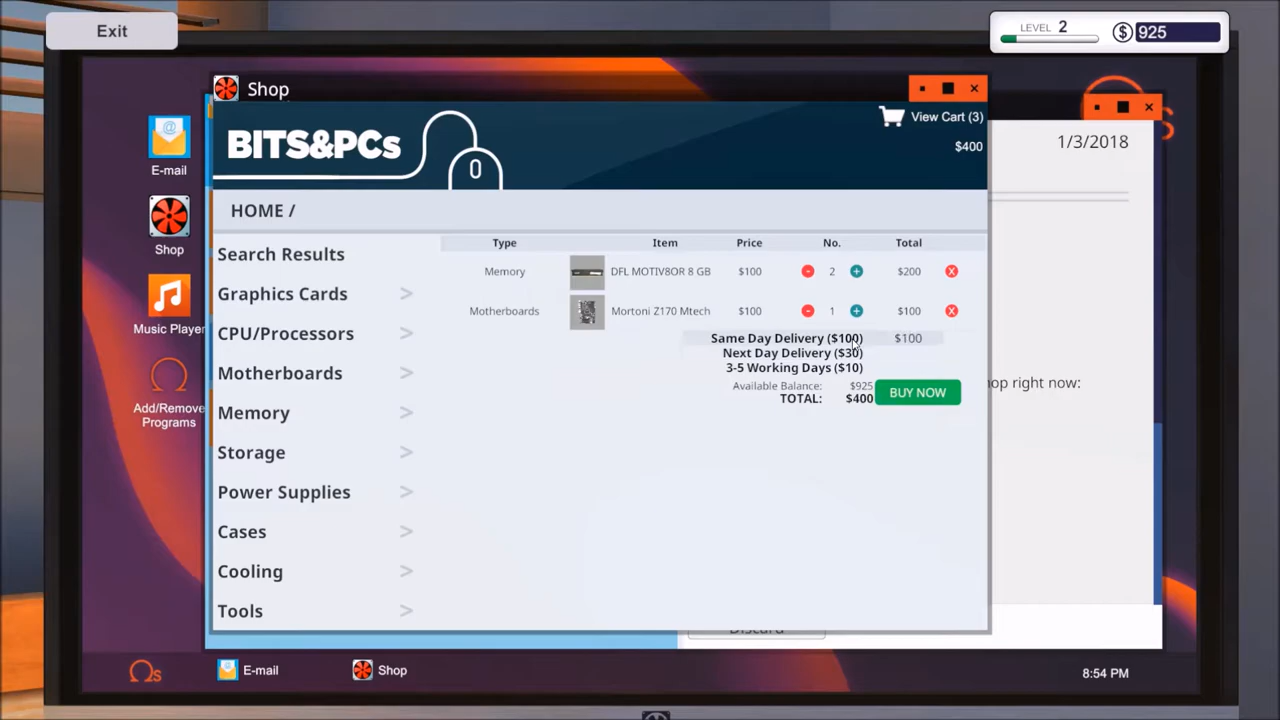 Exit
LEVEL 2
$ 925
Shop
View Cart (3)
BITS&PCs
$400
1/3/2018
E-mail
HOME /
Type Item Price No. Total
Search Results
Shop
Memory DFL MOTIV8OR 8 GB $100 2 $200
Graphics Cards >
Motherboards Mortoni Z170 Mtech $100 1 $100
Music Player
CPU/Processors >
Same Day Delivery ($100) $100
Next Day Delivery ($30)
3-5 Working Days ($10)
Motherboards >
Available Balance: $925
op right now:
TOTAL: $400
BUY NOW
Add/Remove
Programs
Memory >
Storage >
Power Supplies >
Cases >
Cooling >
Tools >
Discard
Ωs E-mail Shop 8:54 PM